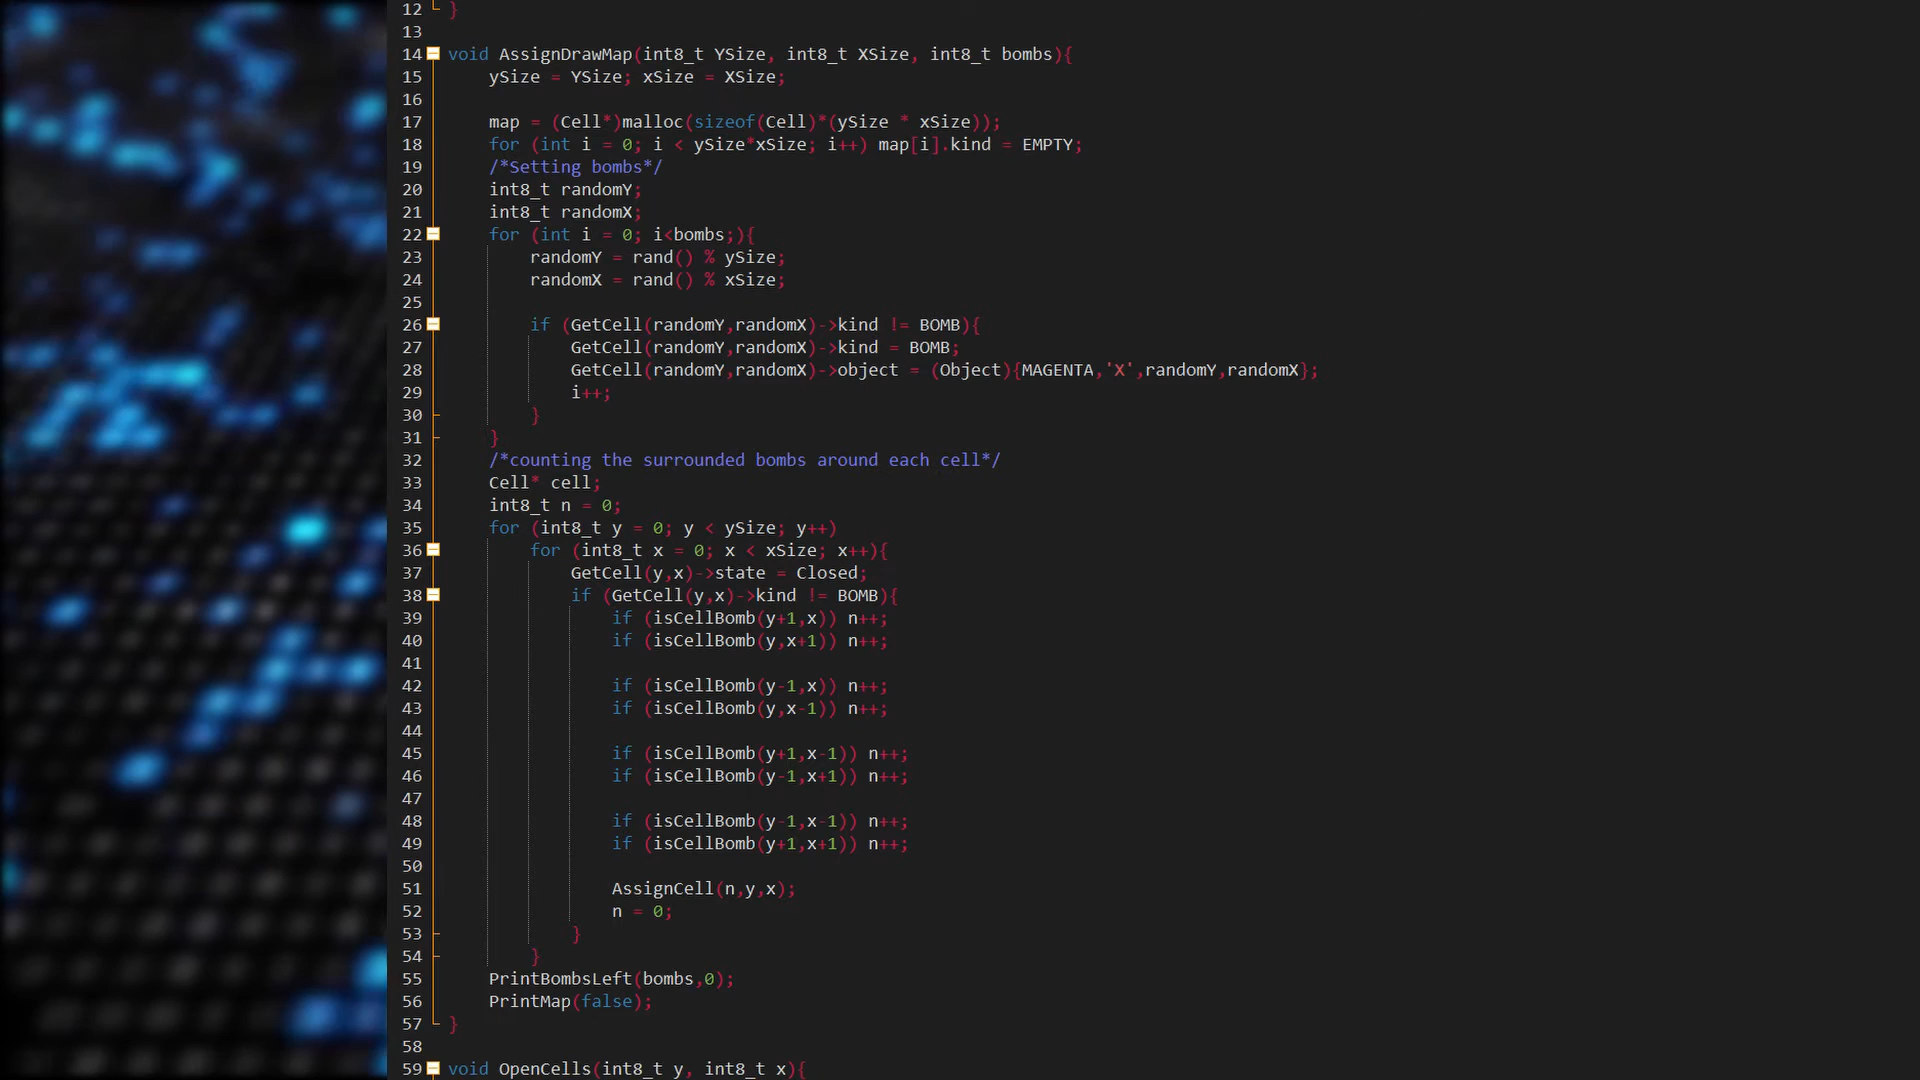 12 }
13
14 void AssignDrawMap(int8_t YSize, int8_t XSize, int8_t bombs){
15 ySize = YSize; xSize = XSize;
16
17 map = (Cell*)malloc(sizeof(Cell)*(ySize * xSize));
18 for (int i = 0; i < ySize*xSize; i++) map[i].kind = EMPTY;
19 /*Setting bombs*/
20 int8_t randomY;
21 int8_t randomX;
22 for (int i = 0; i<bombs;){
23 randomY = rand() % ySize;
24 randomX = rand() % xSize;
25
26 if (GetCell(randomY,randomX)->kind != BOMB){
27 GetCell(randomY,randomX)->kind = BOMB;
28 GetCell(randomY,randomX)->object = (Object){MAGENTA,'X',randomY,randomX};
29 i++;
30 }
31 }
32 /*counting the surrounded bombs around each cell*/
33 Cell* cell;
34 int8_t n = 0;
35 for (int8_t y = 0; y < ySize; y++)
36 for (int8_t x = 0; x < xSize; x++){
37 GetCell(y,x)->state = Closed;
38 if (GetCell(y,x)->kind != BOMB){
39 if (isCellBomb(y+1,x)) n++;
40 if (isCellBomb(y,x+1)) n++;
41
42 if (isCellBomb(y-1,x)) n++;
43 if (isCellBomb(y,x-1)) n++;
44
45 if (isCellBomb(y+1,x-1)) n++;
46 if (isCellBomb(y-1,x+1)) n++;
47
48 if (isCellBomb(y-1,x-1)) n++;
49 if (isCellBomb(y+1,x+1)) n++;
50
51 AssignCell(n,y,x);
52 n = 0;
53 }
54 }
55 PrintBombsLeft(bombs,0);
56 PrintMap(false);
57 }
58
59 void OpenCells(int8_t y, int8_t x){